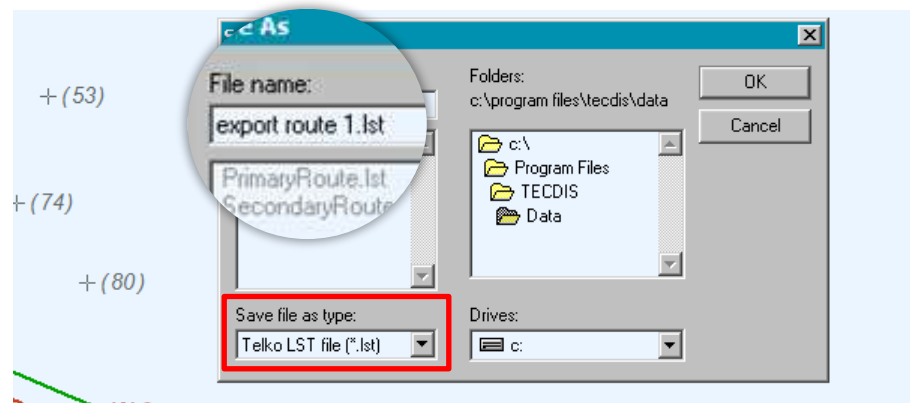 c c As
File name:
export route 1.lst
PrimaryRoute.lst
SecondaryRoute
Save file as type:
Telko LST file (*.lst)
Folders:
c:\program files\tecdis\data
c:\
Program Files
TECDIS
Data
Drives:
c:
OK
Cancel
(53)
(74)
(80)